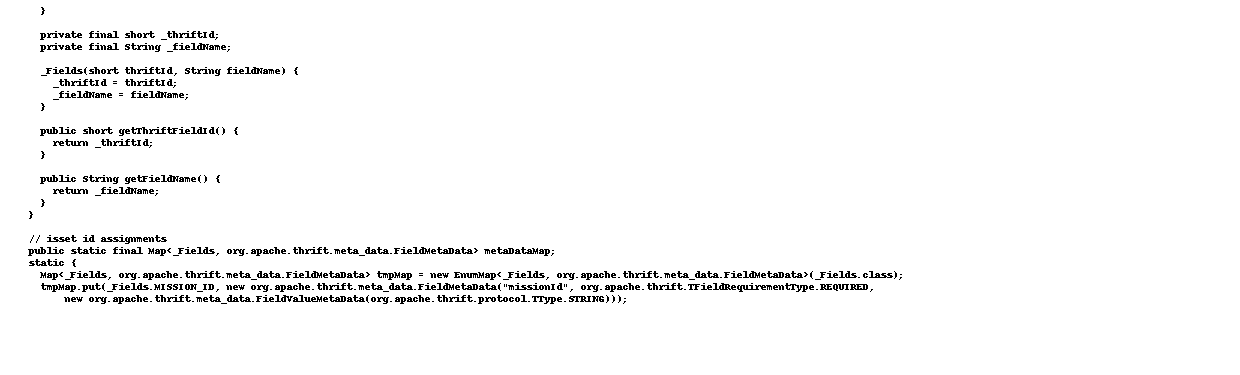 }

    private final short _thriftId;
    private final String _fieldName;

    _Fields(short thriftId, String fieldName) {
      _thriftId = thriftId;
      _fieldName = fieldName;
    }

    public short getThriftFieldId() {
      return _thriftId;
    }

    public String getFieldName() {
      return _fieldName;
    }
  }

  // isset id assignments
  public static final Map<_Fields, org.apache.thrift.meta_data.FieldMetaData> metaDataMap;
  static {
    Map<_Fields, org.apache.thrift.meta_data.FieldMetaData> tmpMap = new EnumMap<_Fields, org.apache.thrift.meta_data.FieldMetaData>(_Fields.class);
    tmpMap.put(_Fields.MISSION_ID, new org.apache.thrift.meta_data.FieldMetaData("missionId", org.apache.thrift.TFieldRequirementType.REQUIRED,
        new org.apache.thrift.meta_data.FieldValueMetaData(org.apache.thrift.protocol.TType.STRING)));